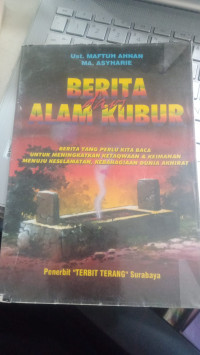 Ust. MAFTUH AHNAN
MA. ASYHARIE
BERITA
dari
ALAM KUBUR
BERITA YANG PERLU KITA BACA
UNTUK MENINGKATKAN KETAQWAAN & KEIMANAN
MENUJU KESELAMATAN, KEBAHAGIAAN DUNIA AKHIRAT
Penerbit "TERBIT TERANG" Surabaya